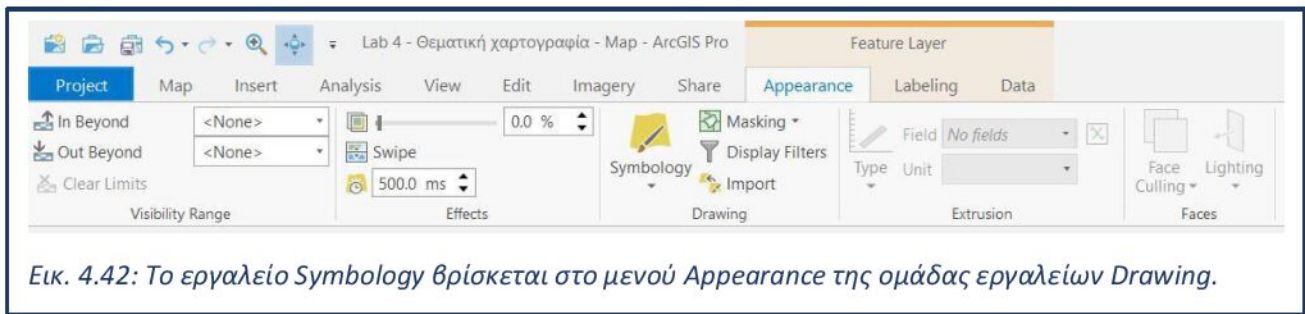 Lab 4 - Θεματική χαρτογραφία - Map - ArcGIS Pro
Feature Layer
Project Map Insert Analysis View Edit Imagery Share Appearance Labeling Data
In Beyond <None>
Out Beyond <None>
Clear Limits
Visibility Range
0.0 %
Swipe
500.0 ms
Effects
Symbology
Masking
Display Filters
Import
Drawing
Type
Field No fields
Unit
Extrusion
Face Culling
Lighting
Faces
Εικ. 4.42: Το εργαλείο Symbology βρίσκεται στο μενού Appearance της ομάδας εργαλείων Drawing.